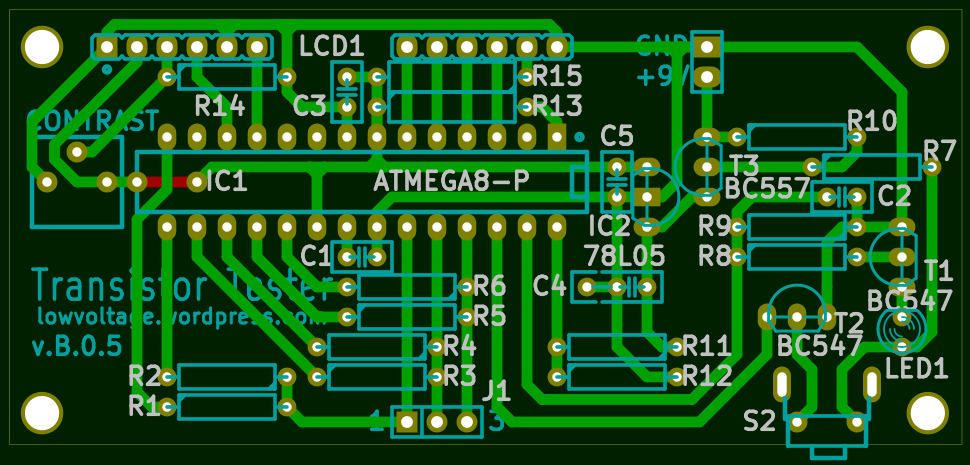 LCD1
GND
+9V
R15
R14
C3
R13
CONTRAST
C5
R10
R7
T3
IC1
ATMEGA8-P
BC557
C2
IC2
R9
C1
78L05
R8
T1
Transistor Tester
R6
C4
BC547
lowvoltage.wordpress.com
R5
T2
v.B.0.5
R4
R11
BC547
LED1
R2
R3
R12
J1
R1
1
3
S2